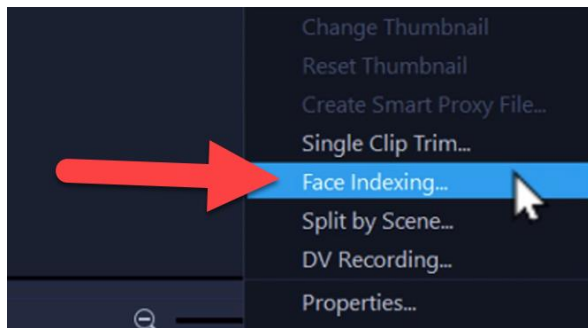 Change Thumbnail
Reset Thumbnail
Create Smart Proxy File...
Single Clip Trim...
Face Indexing...
Split by Scene...
DV Recording...
Properties...